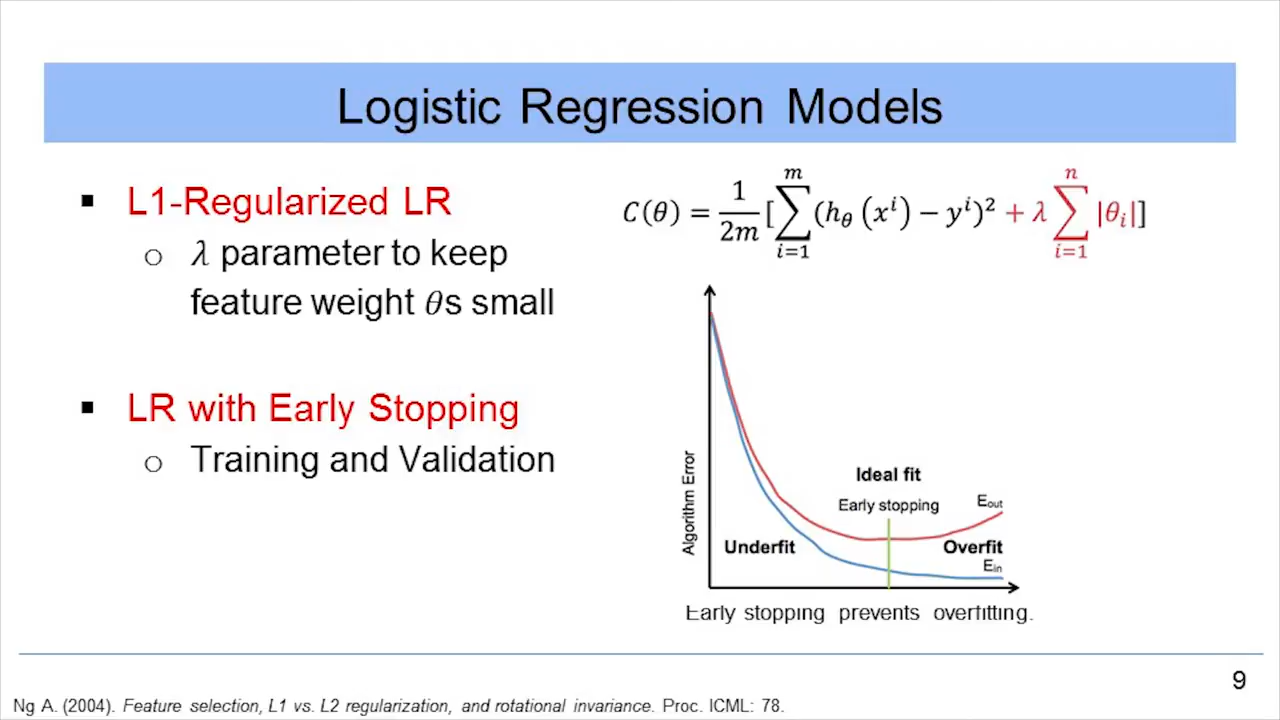 Logistic Regression Models
▪ L1-Regularized LR
o λ parameter to keep
feature weight θs small
▪ LR with Early Stopping
o Training and Validation
C(θ) = 1/2m [∑_{i=1}^{m} (h_θ (x^i) − y^i)² + λ ∑_{i=1}^{n} |θ_i|]
Algorithm Error
Ideal fit
Early stopping
E_out
Underfit
Overfit
E_in
Early stopping prevents overfitting.
9
Ng A. (2004). Feature selection, L1 vs. L2 regularization, and rotational invariance. Proc. ICML: 78.